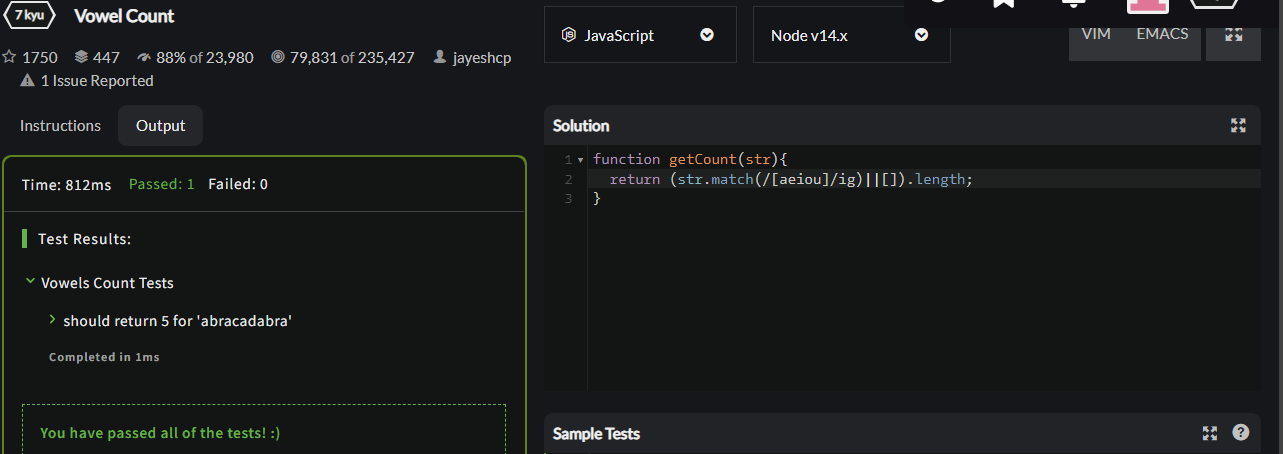 7 kyu Vowel Count
1750 447 88% of 23,980 79,831 of 235,427 jayeshcp
1 Issue Reported
Instructions Output
Time: 812ms Passed: 1 Failed: 0
Test Results:
Vowels Count Tests
should return 5 for 'abracadabra'
Completed in 1ms
You have passed all of the tests! :)
JavaScript Node v14.x VIM EMACS
Solution
1 function getCount(str){
2 return (str.match(/[aeiou]/ig)||[]).length;
3 }
Sample Tests ?